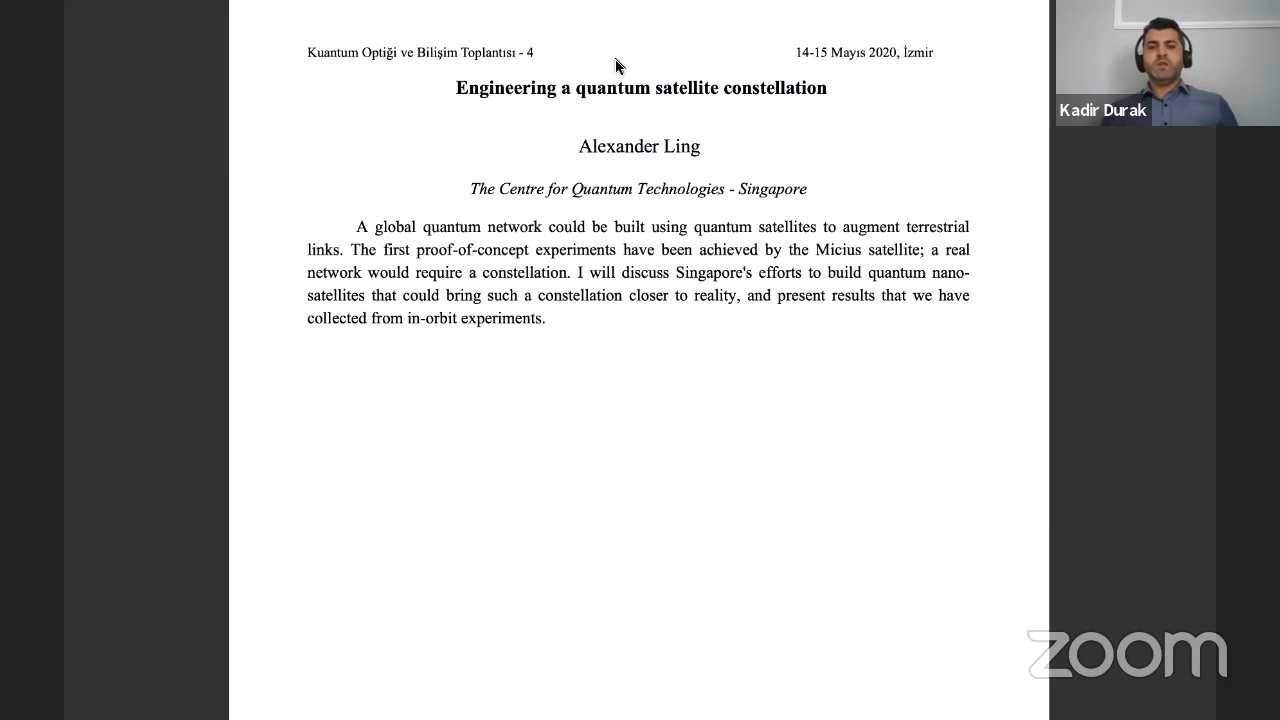 Kuantum Optiği ve Bilişim Toplantısı - 4
14-15 Mayıs 2020, İzmir
Engineering a quantum satellite constellation
Alexander Ling
The Centre for Quantum Technologies - Singapore
A global quantum network could be built using quantum satellites to augment terrestrial
links. The first proof-of-concept experiments have been achieved by the Micius satellite; a real
network would require a constellation. I will discuss Singapore's efforts to build quantum nano-
satellites that could bring such a constellation closer to reality, and present results that we have
collected from in-orbit experiments.
Kadir Durak
zoom